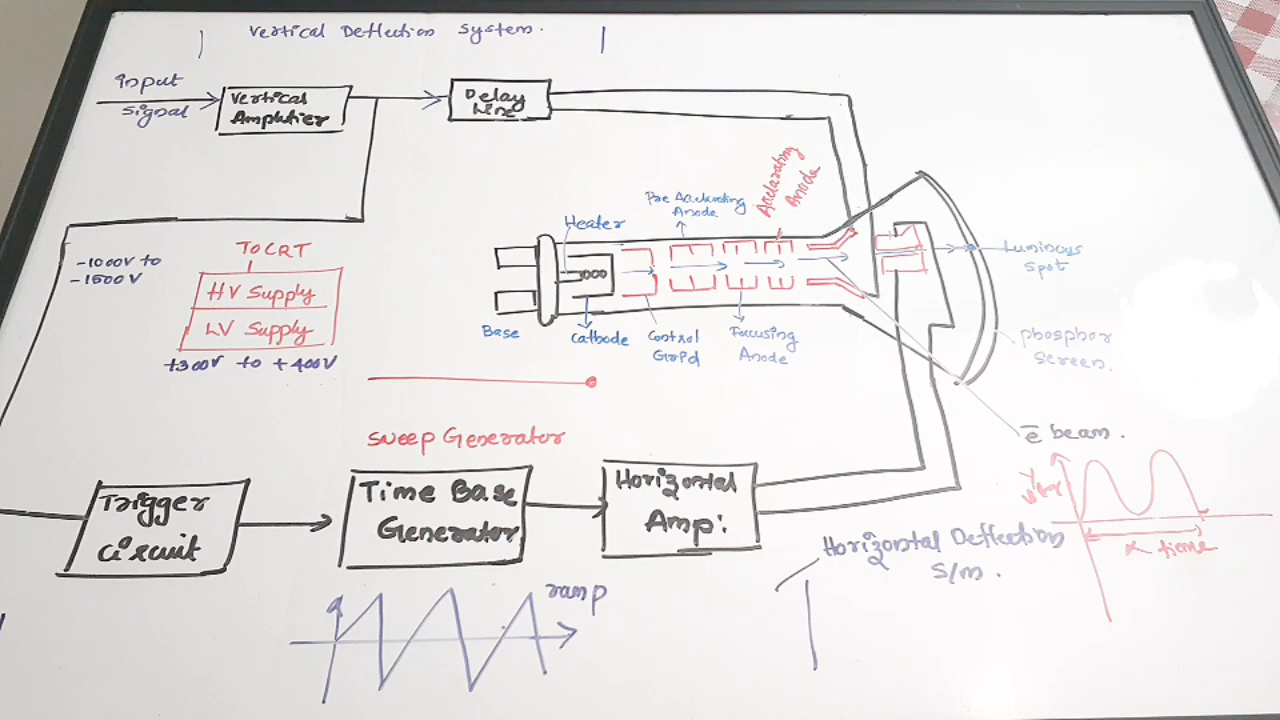 Vertical Deflection System.
Input
signal
Vertical
Amplifier
Delay
line
-1000V to
-1500 V
TO CRT
HV Supply
LV Supply
+300V to +400V
Heater
Pre Acclerating
Anode
Acclarating
Anode
Base
Cathode
Control
Grid
Focusing
Anode
Luminous
spot
phosphor
screen.
e̅ beam.
Sweep Generator
Trigger
Circuit
Time Base
Generator
Horizontal
Amp:
Horizontal Deflection
S/m.
ramp
α time